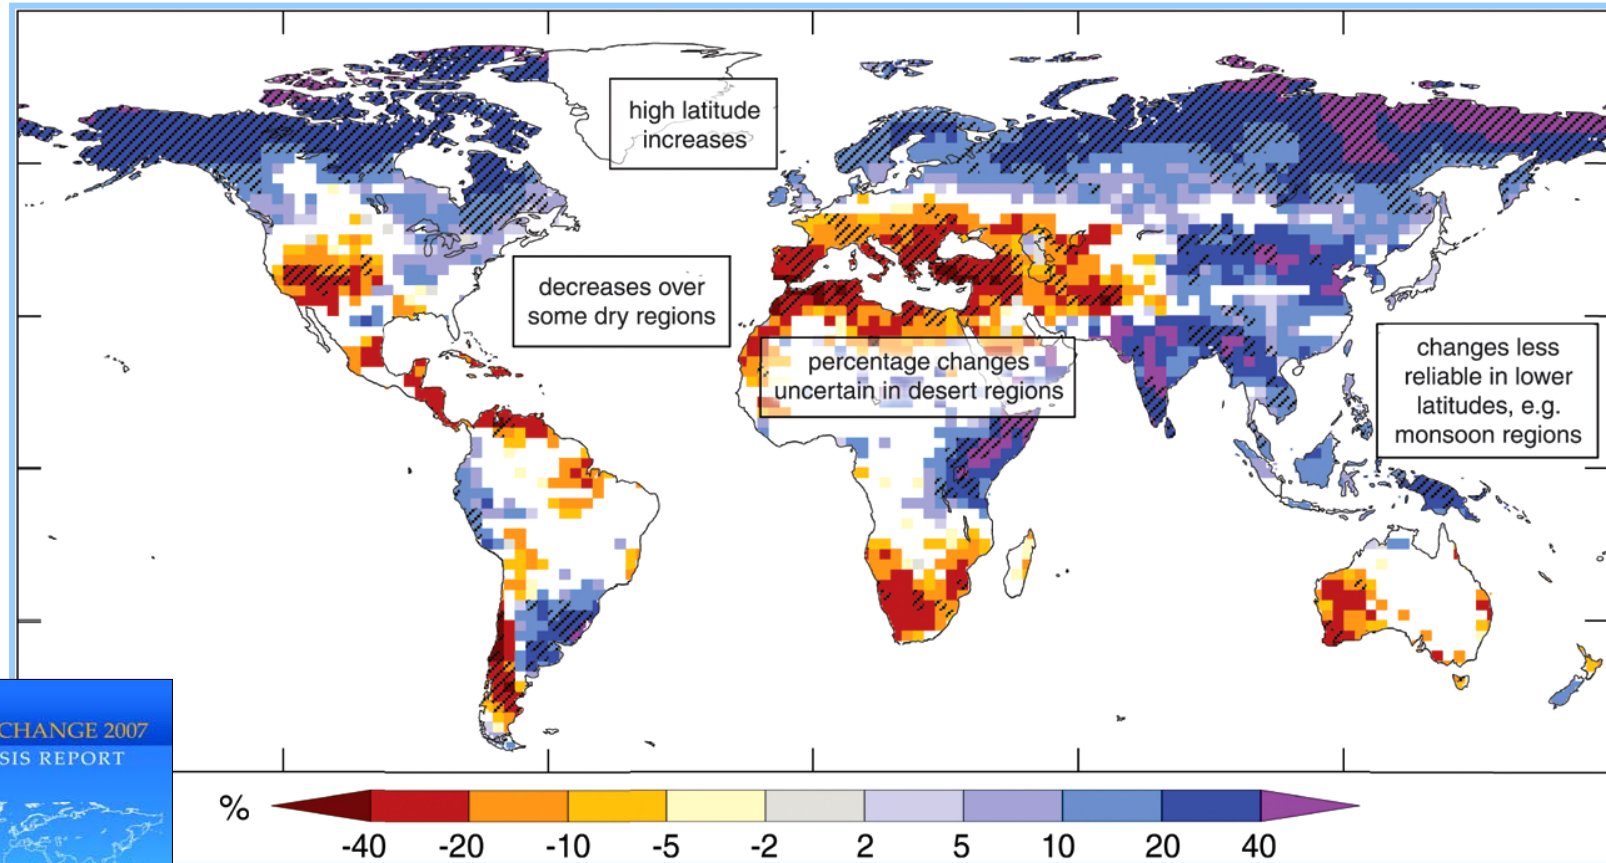 high latitude
increases
decreases over
some dry regions
percentage changes
uncertain in desert regions
changes less
reliable in lower
latitudes, e.g.
monsoon regions
CHANGE 2007
SIS REPORT
%
-40 -20 -10 -5 -2 2 5 10 20 40